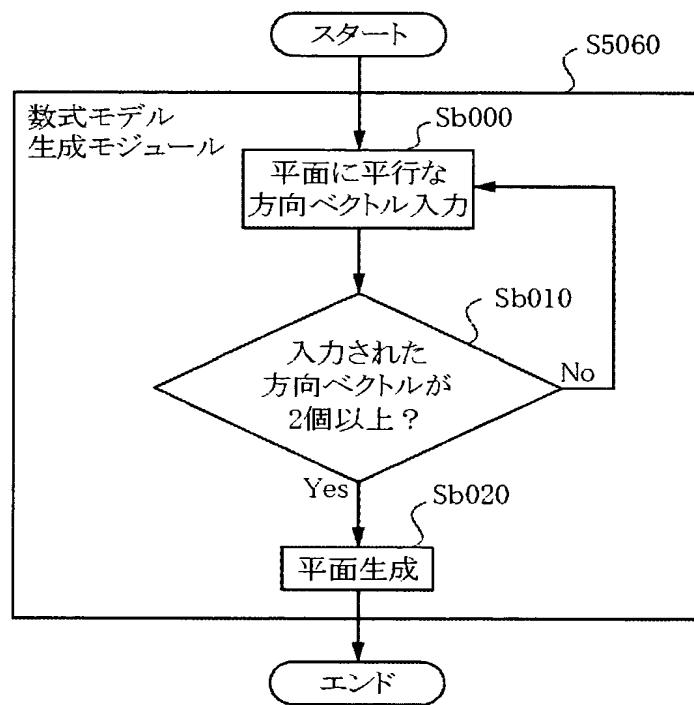 スタート
S5060
数式モデル
生成モジュール
Sb000
平面に平行な
方向ベクトル入力
Sb010
入力された
方向ベクトルが
2個以上？
No
Yes
Sb020
平面生成
エンド